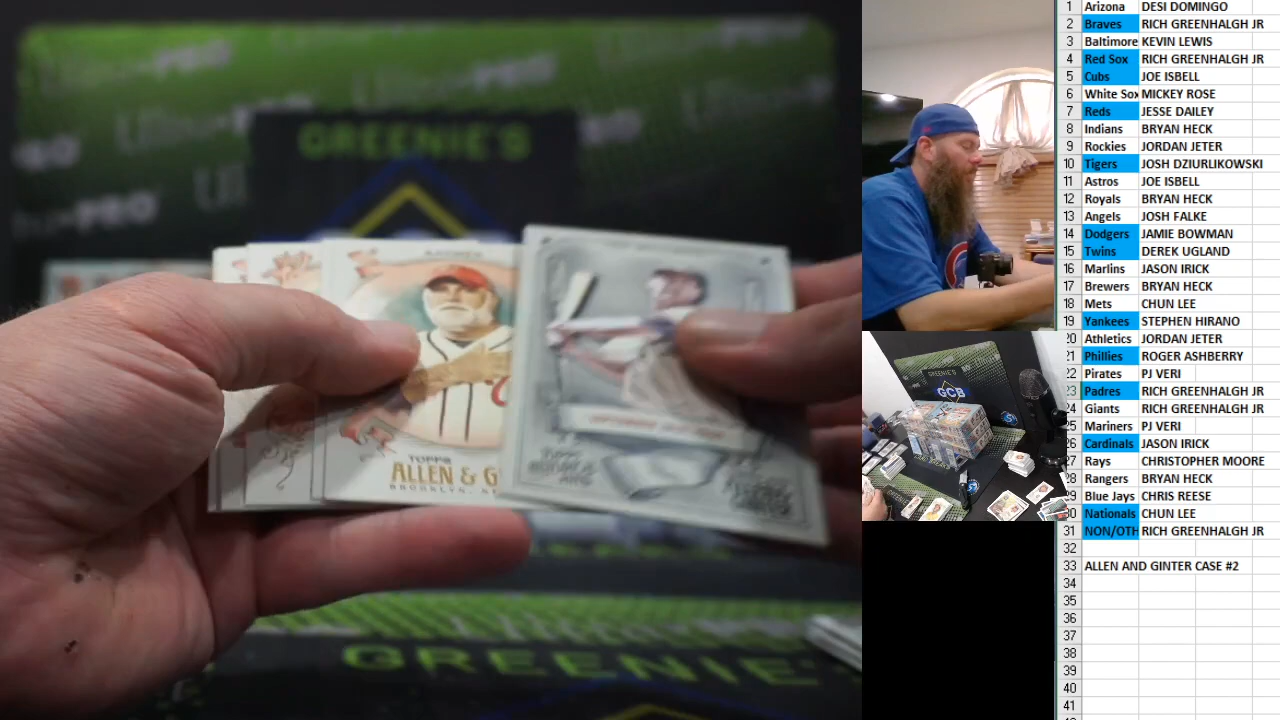 GREENIE'S
TOPPS
ALLEN & G
GREENIE
GREENIE'S
GCB
1 Arizona DESI DOMINGO
2 Braves RICH GREENHALGH JR
3 Baltimore KEVIN LEWIS
4 Red Sox RICH GREENHALGH JR
5 Cubs JOE ISBELL
6 White Sox MICKEY ROSE
7 Reds JESSE DAILEY
8 Indians BRYAN HECK
9 Rockies JORDAN JETER
10 Tigers JOSH DZIURLIKOWSKI
11 Astros JOE ISBELL
12 Royals BRYAN HECK
13 Angels JOSH FALKE
14 Dodgers JAMIE BOWMAN
15 Twins DEREK UGLAND
16 Marlins JASON IRICK
17 Brewers BRYAN HECK
18 Mets CHUN LEE
19 Yankees STEPHEN HIRANO
20 Athletics JORDAN JETER
21 Phillies ROGER ASHBERRY
22 Pirates PJ VERI
23 Padres RICH GREENHALGH JR
24 Giants RICH GREENHALGH JR
25 Mariners PJ VERI
26 Cardinals JASON IRICK
27 Rays CHRISTOPHER MOORE
28 Rangers BRYAN HECK
29 Blue Jays CHRIS REESE
30 Nationals CHUN LEE
31 NON/OTH RICH GREENHALGH JR
32
33 ALLEN AND GINTER CASE #2
34
35
36
37
38
39
40
41